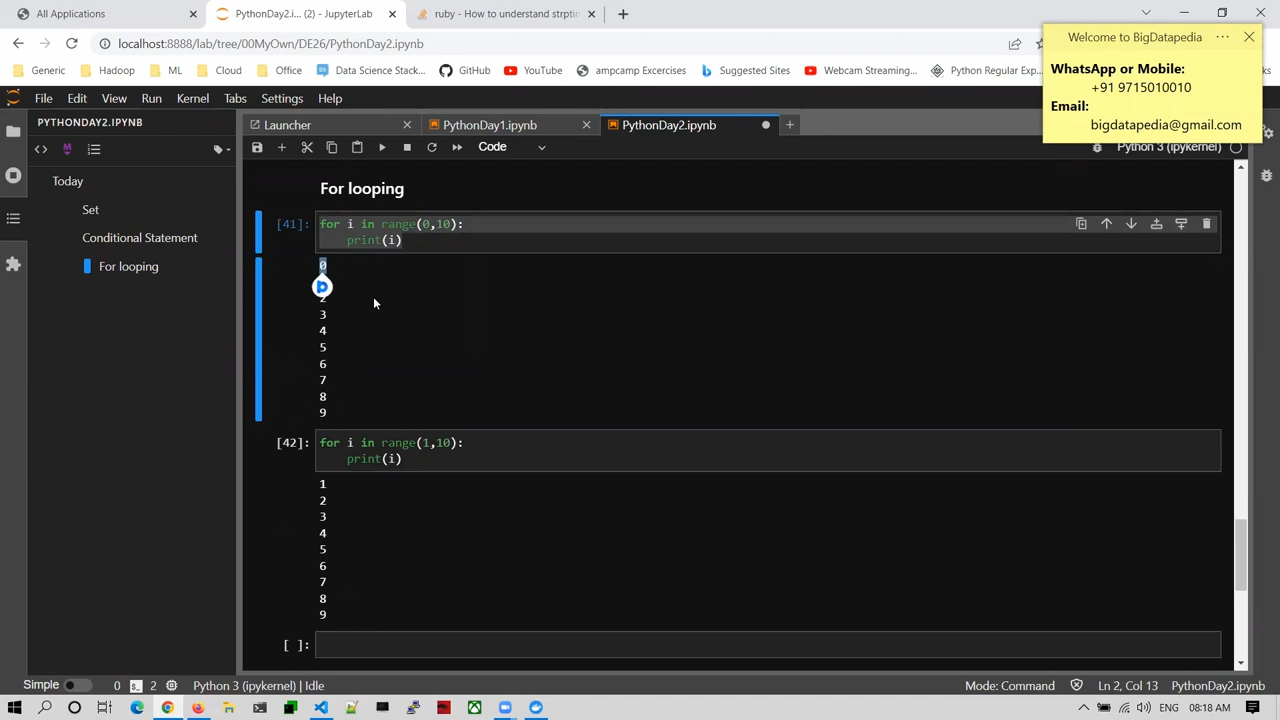 All Applications
PythonDay2.i... (2) - JupyterLab
ruby - How to understand strptin
localhost:8888/lab/tree/00MyOwn/DE26/PythonDay2.ipynb
Welcome to BigDatapedia
WhatsApp or Mobile:
+91 9715010010
Email:
bigdatapedia@gmail.com
Generic
Hadoop
ML
Cloud
Office
Data Science Stack...
GitHub
YouTube
ampcamp Excercises
Suggested Sites
Webcam Streaming...
Python Regular Exp...
File Edit View Run Kernel Tabs Settings Help
PYTHONDAY2.IPYNB
Launcher
PythonDay1.ipynb
PythonDay2.ipynb
Code
Python 3 (ipykernel)
Today
Set
Conditional Statement
For looping
For looping
[41]: for i in range(0,10):
print(i)
0
2
3
4
5
6
7
8
9
[42]: for i in range(1,10):
print(i)
1
2
3
4
5
6
7
8
9
[ ]:
Simple 0 2 Python 3 (ipykernel) | Idle
Mode: Command Ln 2, Col 13 PythonDay2.ipynb
ENG 08:18 AM